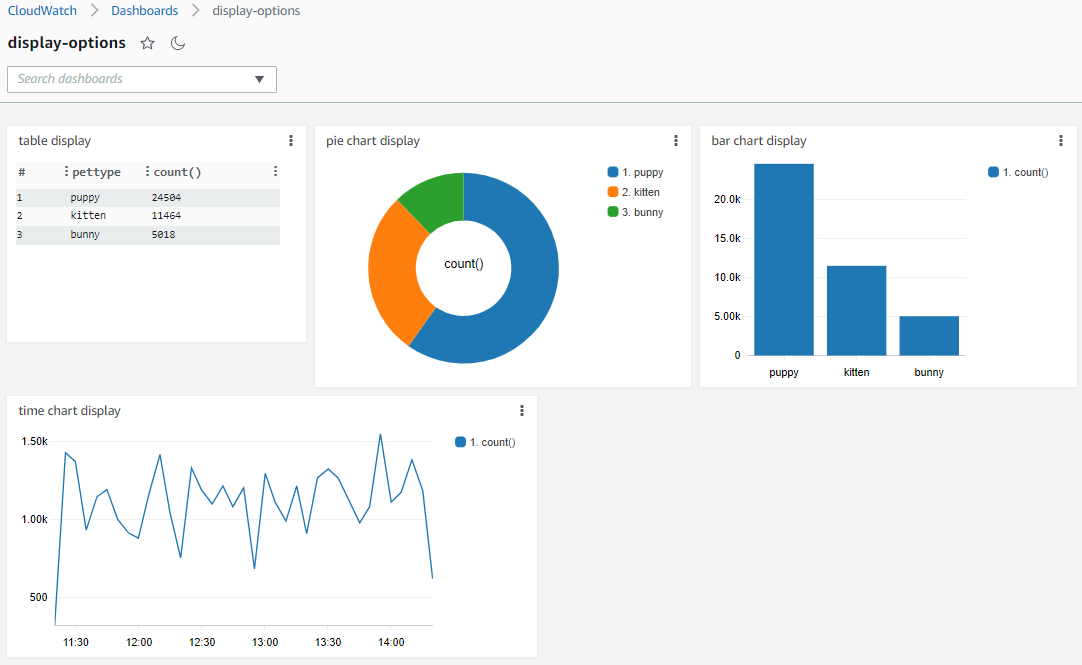 CloudWatch > Dashboards > display-options
display-options
Search dashboards
table display
# pettype count()
1 puppy 24504
2 kitten 11464
3 bunny 5018
pie chart display
1. puppy
2. kitten
3. bunny
count()
bar chart display
1. count()
20.0k
15.0k
10.0k
5.00k
0
puppy kitten bunny
time chart display
1. count()
1.50k
1.00k
500
11:30 12:00 12:30 13:00 13:30 14:00